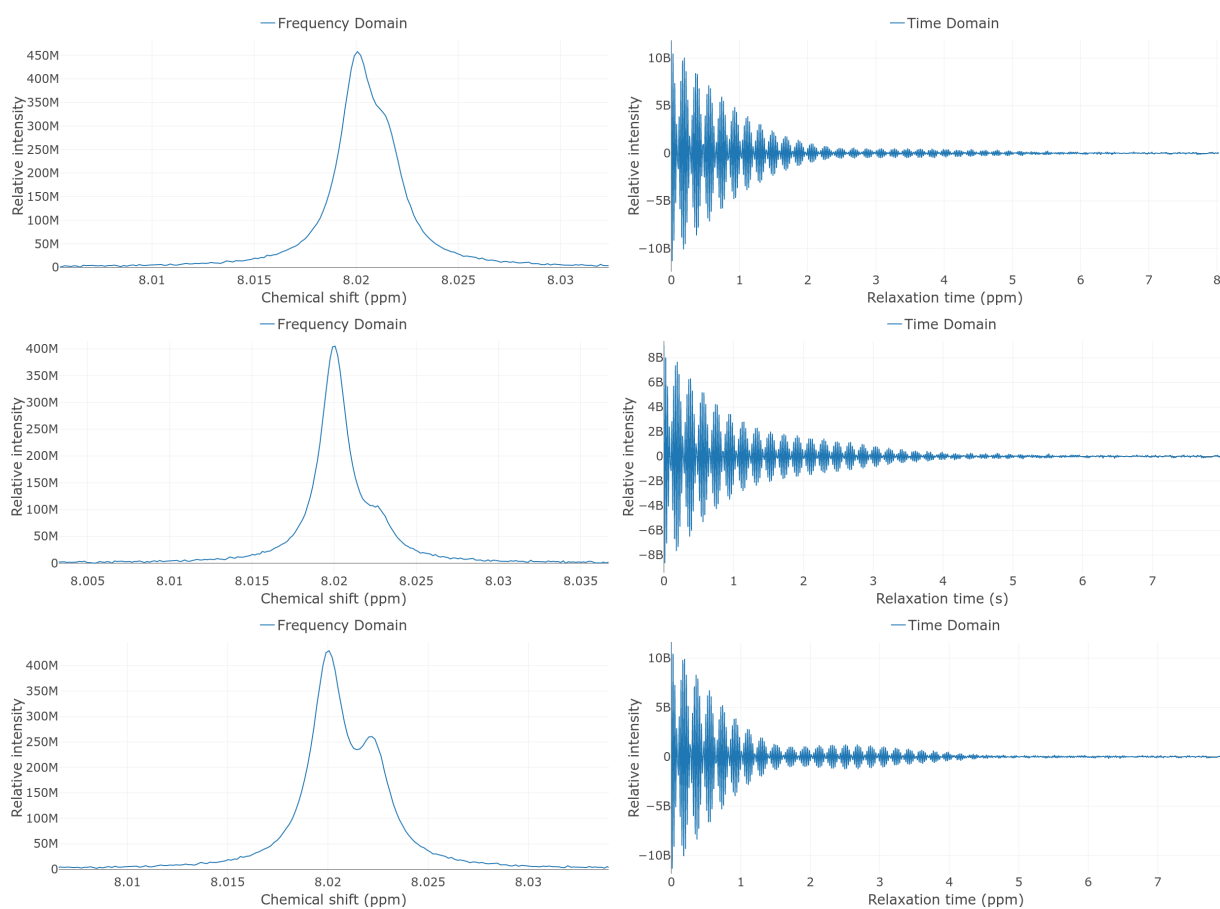 Frequency Domain
450M
400M
350M
300M
250M
200M
150M
100M
50M
0
Relative intensity
8.01 8.015 8.02 8.025 8.03
Chemical shift (ppm)
Time Domain
10B
5B
0
−5B
−10B
Relative intensity
0 1 2 3 4 5 6 7 8
Relaxation time (ppm)
Frequency Domain
400M
350M
300M
250M
200M
150M
100M
50M
0
Relative intensity
8.005 8.01 8.015 8.02 8.025 8.03 8.035
Chemical shift (ppm)
Time Domain
8B
6B
4B
2B
0
−2B
−4B
−6B
−8B
Relative intensity
0 1 2 3 4 5 6 7
Relaxation time (s)
Frequency Domain
400M
350M
300M
250M
200M
150M
100M
50M
0
Relative intensity
8.01 8.015 8.02 8.025 8.03
Chemical shift (ppm)
Time Domain
10B
5B
0
−5B
−10B
Relative intensity
0 1 2 3 4 5 6 7
Relaxation time (ppm)